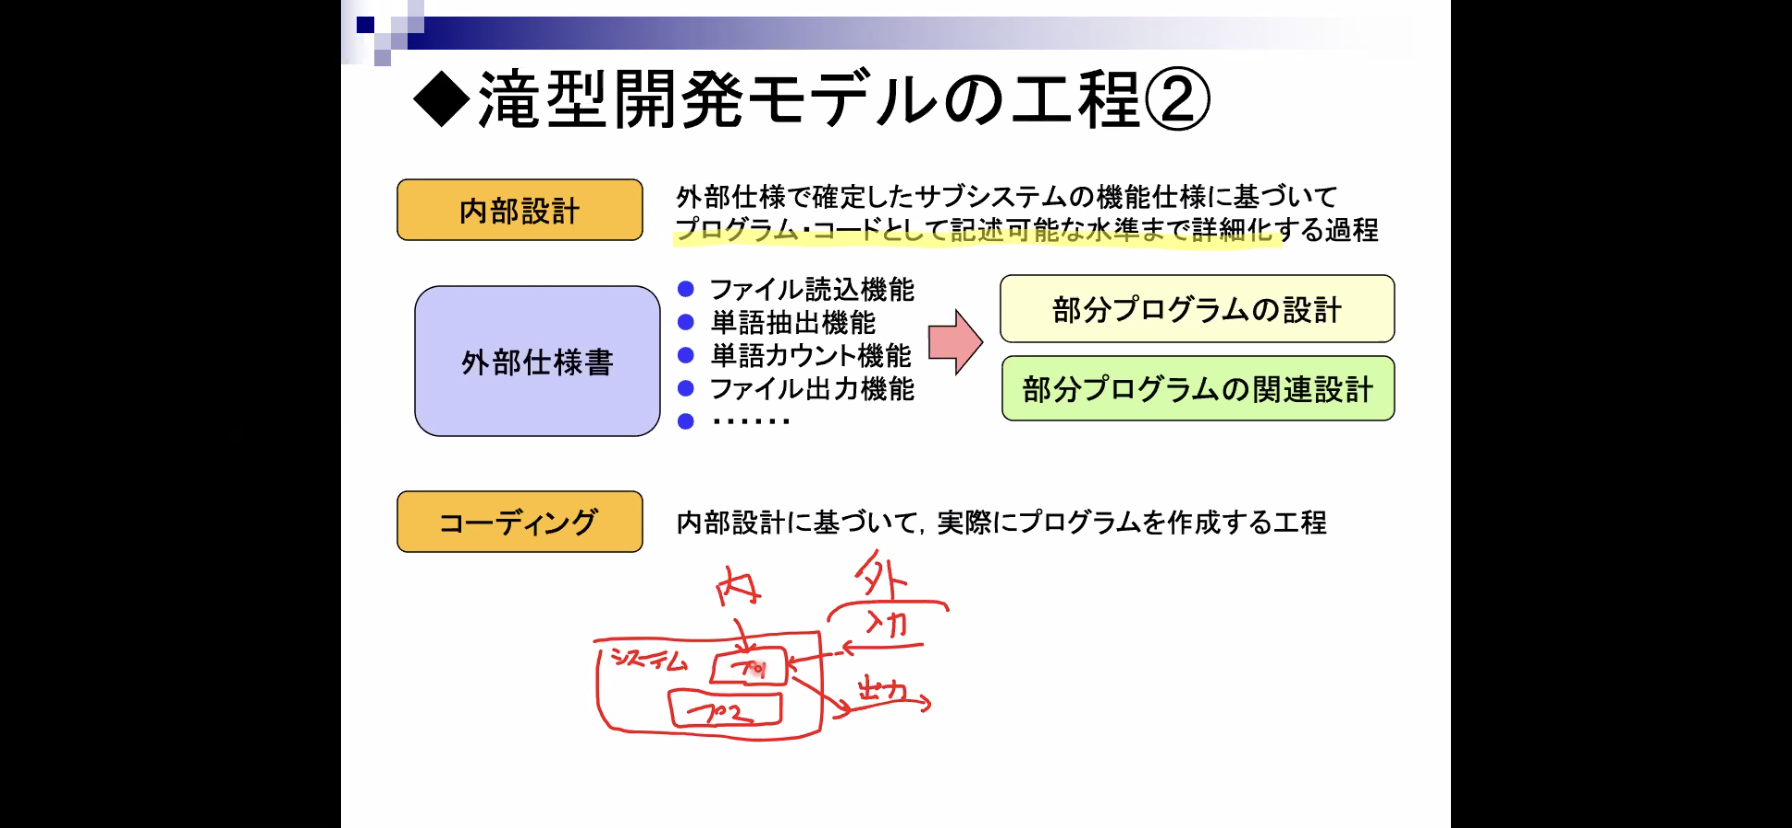 ◆滝型開発モデルの工程②
内部設計
外部仕様で確定したサブシステムの機能仕様に基づいて
プログラム・コードとして記述可能な水準まで詳細化する過程
外部仕様書
● ファイル読込機能
● 単語抽出機能
● 単語カウント機能
● ファイル出力機能
● ・・・・・・
部分プログラムの設計
部分プログラムの関連設計
コーディング
内部設計に基づいて，実際にプログラムを作成する工程
内
外
入力
システム
プロ1
出力
プロ2